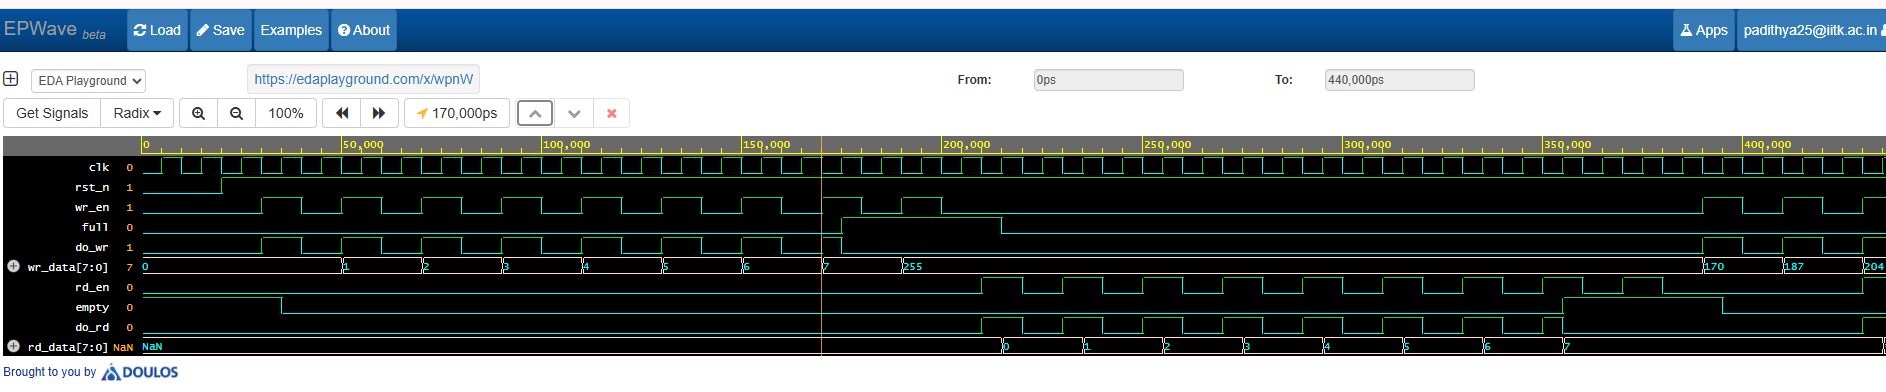 EPWave beta Load Save Examples About Apps padithya25@iitk.ac.in
EDA Playground https://edaplayground.com/x/wpnW From: 0ps To: 440,000ps
Get Signals Radix 100% 170,000ps
0 50,000 100,000 150,000 200,000 250,000 300,000 350,000 400,000
clk 0
rst_n 1
wr_en 1
full 0
do_wr 1
wr_data[7:0] 7 0 1 2 3 4 5 6 7 255 170 187 204
rd_en 0
empty 0
do_rd 0
rd_data[7:0] NaN NaN 0 1 2 3 4 5 6 7
Brought to you by DOULOS